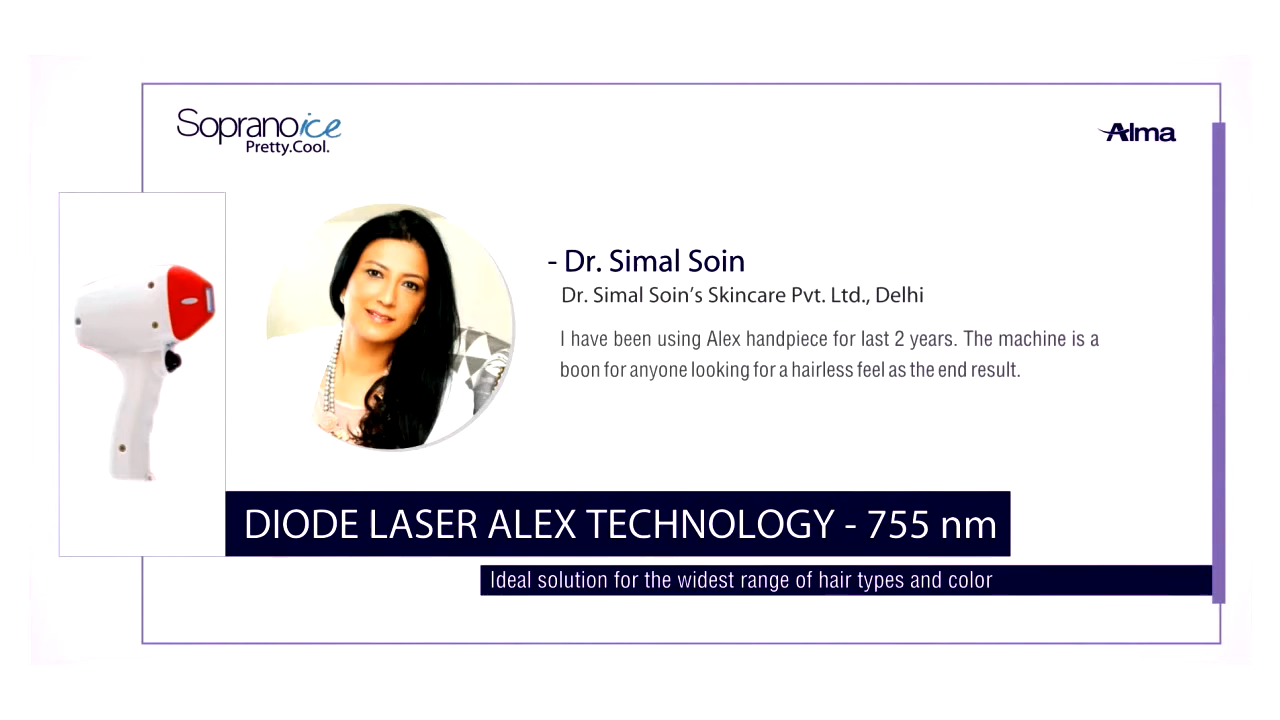 Sopranoice
Pretty.Cool.
Alma
- Dr. Simal Soin
Dr. Simal Soin’s Skincare Pvt. Ltd., Delhi
I have been using Alex handpiece for last 2 years. The machine is a
boon for anyone looking for a hairless feel as the end result.
DIODE LASER ALEX TECHNOLOGY - 755 nm
Ideal solution for the widest range of hair types and color